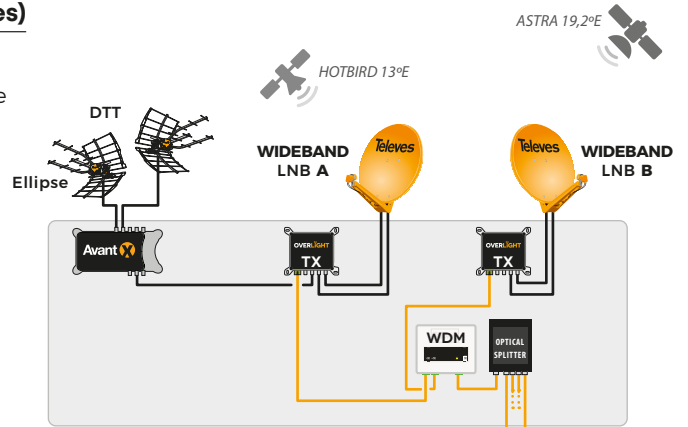 es)
ASTRA 19,2ºE
HOTBIRD 13ºE
e
DTT
Ellipse
WIDEBAND
LNB A
Televes
Televes
WIDEBAND
LNB B
Avant X
OVERLIGHT
TX
OVERLIGHT
TX
WDM
OPTICAL
SPLITTER